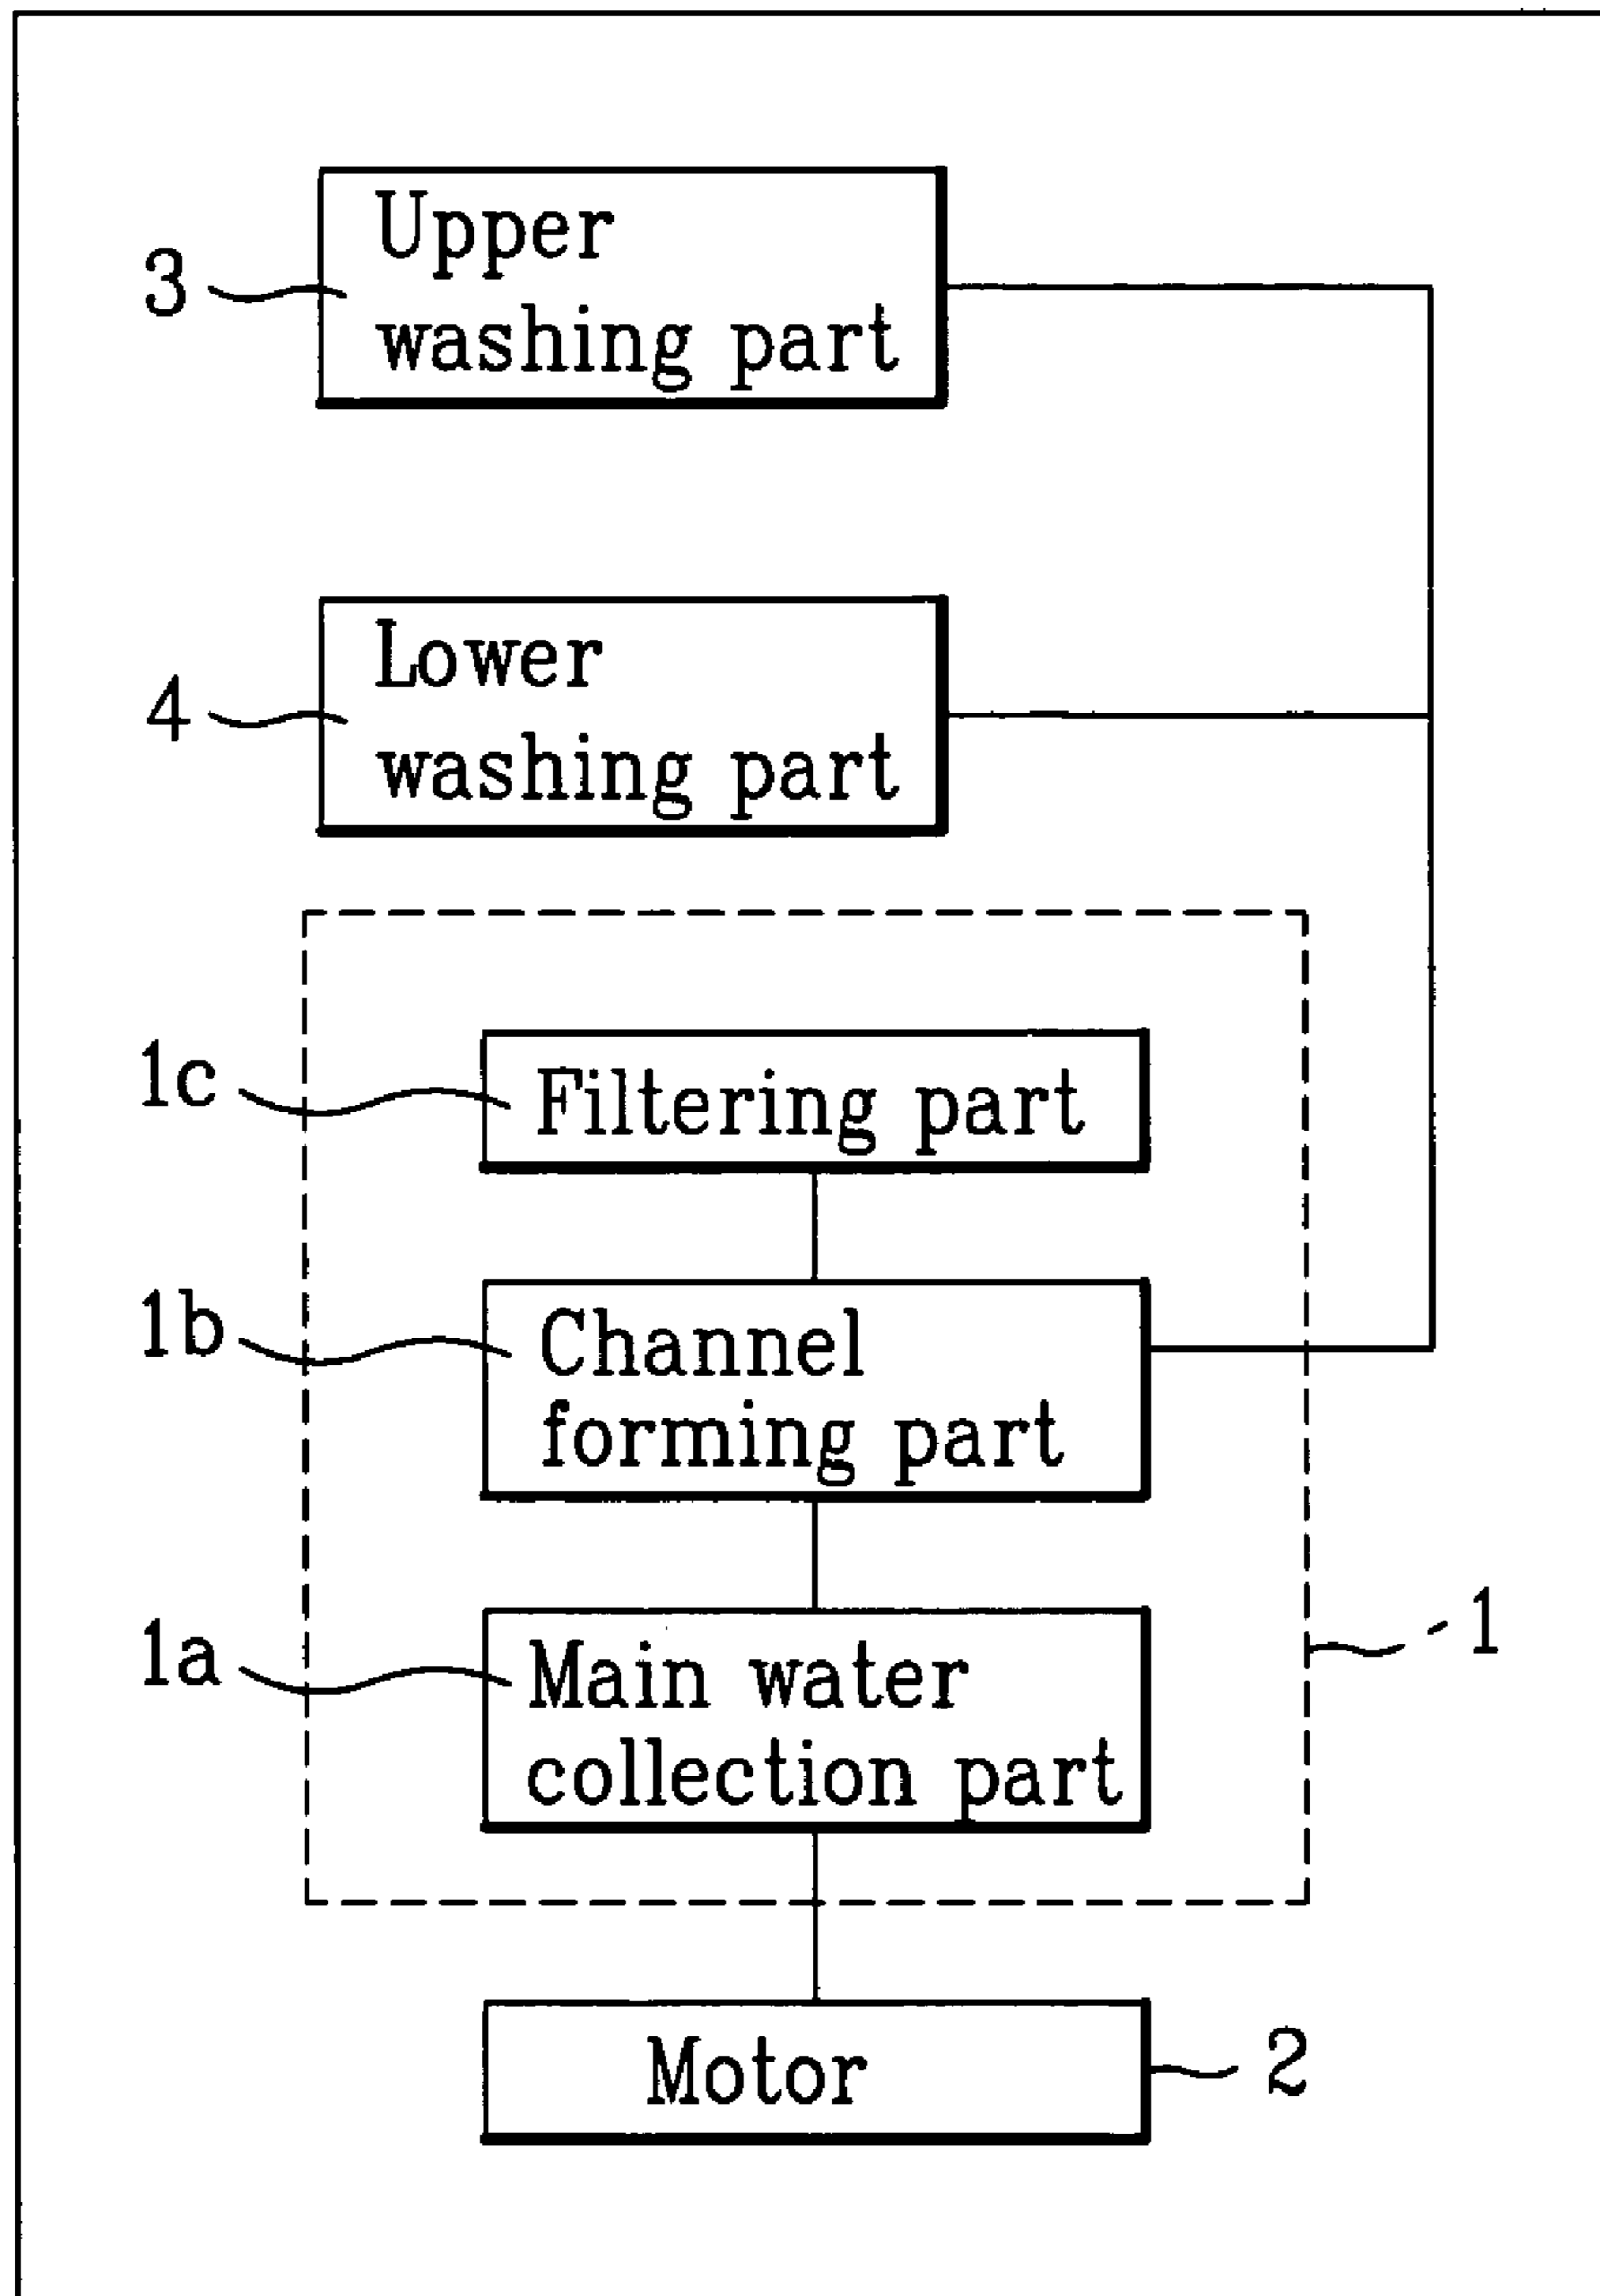 Upper
3
washing part
Lower
4
washing part
1c
Filtering part
1b
Channel
forming part
1
1a
Main water
collection part
Motor
2